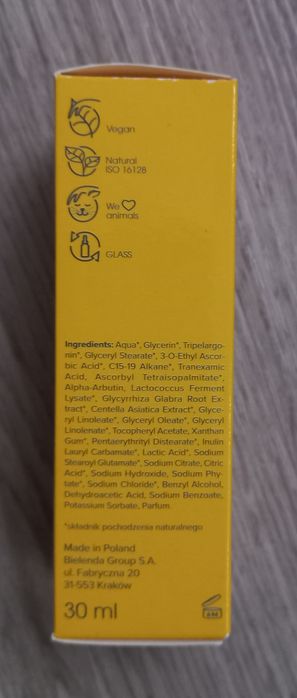 Vegan
Natural
ISO 16128
We
animals
GLASS
Ingredients: Aqua*, Glycerin*, Tripelargo-
nin*, Glyceryl Stearate*, 3-O-Ethyl Ascor-
bic Acid*, C15-19 Alkane*, Tranexamic
Acid, Ascorbyl Tetraisopalmitate*,
Alpha-Arbutin, Lactococcus Ferment
Lysate*, Glycyrrhiza Glabra Root Ex-
tract*, Centella Asiatica Extract*, Glyce-
ryl Linoleate*, Glyceryl Oleate*, Glyceryl
Linolenate*, Tocopheryl Acetate, Xanthan
Gum*, Pentaerythrityl Distearate*, Inulin
Lauryl Carbamate*, Lactic Acid*, Sodium
Stearoyl Glutamate*, Sodium Citrate, Citric
Acid*, Sodium Hydroxide, Sodium Phy-
tate*, Sodium Chloride*, Benzyl Alcohol,
Dehydroacetic Acid, Sodium Benzoate,
Potassium Sorbate, Parfum.
*składnik pochodzenia naturalnego
Made in Poland
Bielenda Group S.A.
ul. Fabryczna 20
31-553 Kraków
30 ml
6M